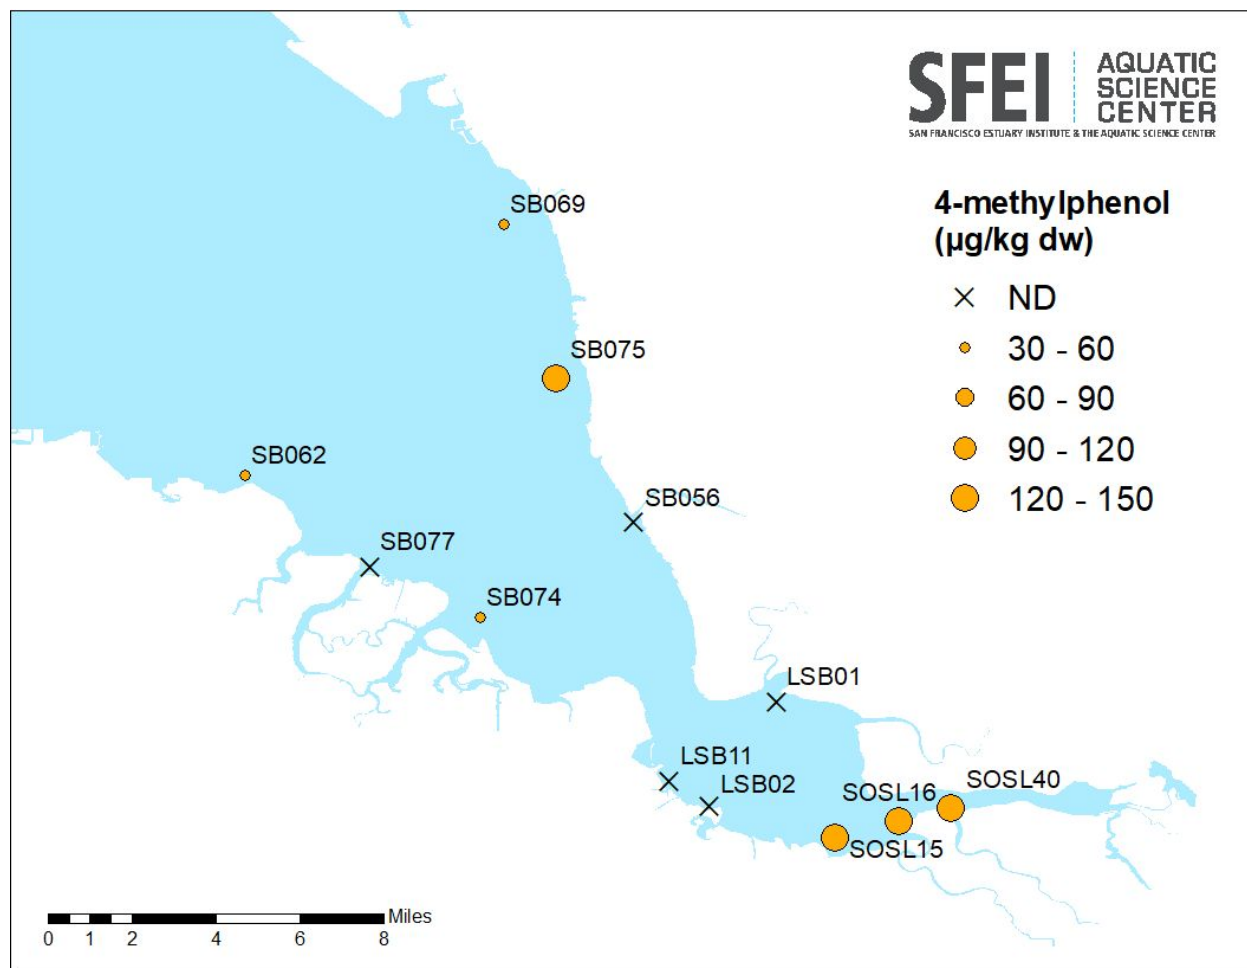 SFEI
AQUATIC
SCIENCE
CENTER
SAN FRANCISCO ESTUARY INSTITUTE & THE AQUATIC SCIENCE CENTER
4-methylphenol
(µg/kg dw)
ND
30 - 60
60 - 90
90 - 120
120 - 150
SB069
SB075
SB062
SB056
SB077
SB074
LSB01
LSB11
LSB02
SOSL16
SOSL40
SOSL15
Miles
0 1 2 4 6 8